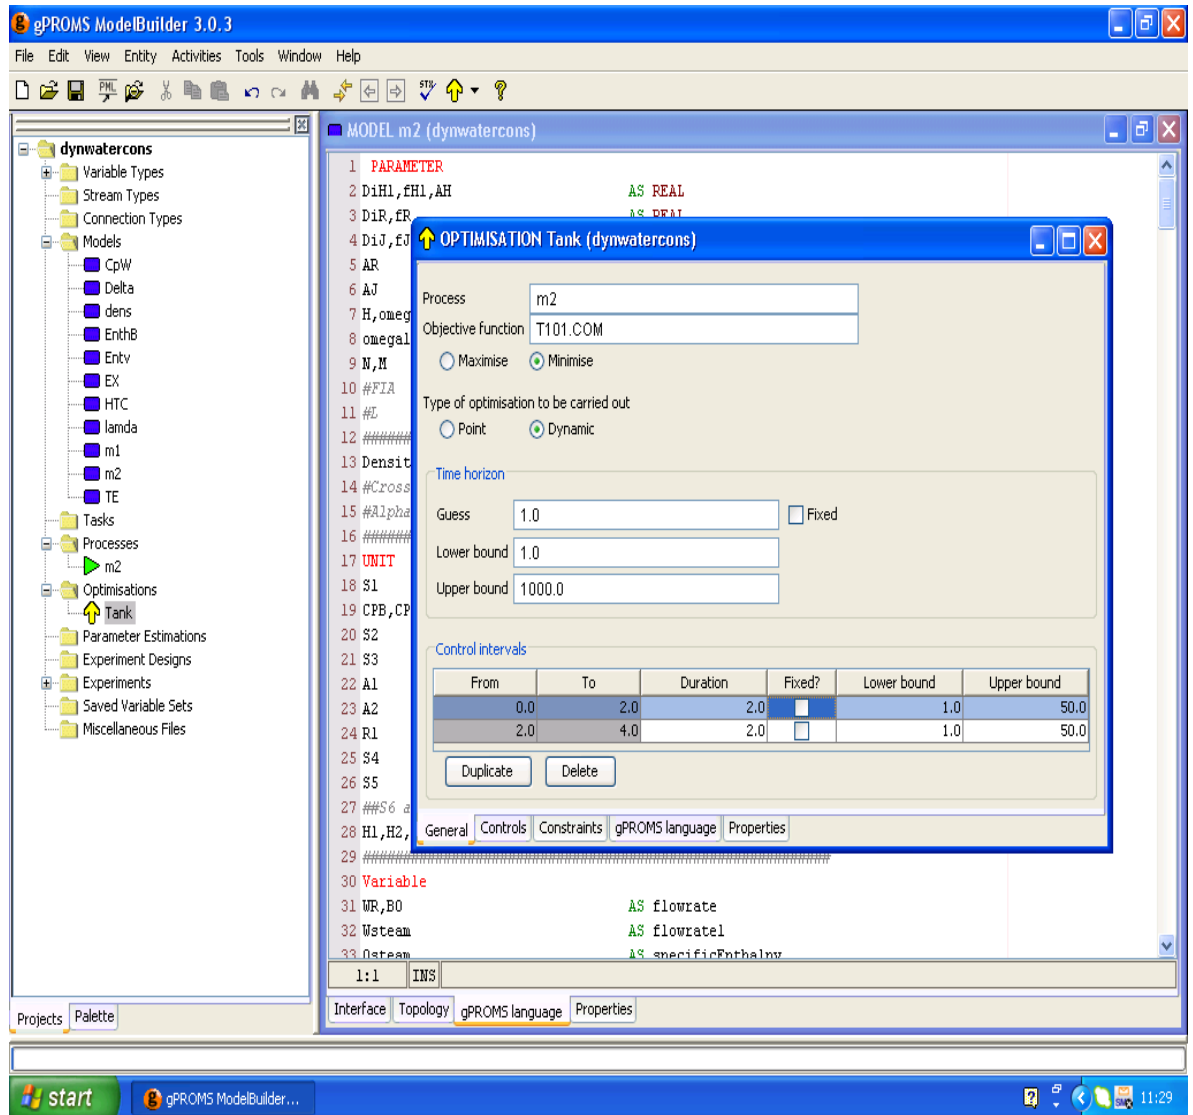 gPROMS ModelBuilder 3.0.3
File Edit View Entity Activities Tools Window Help
dynwatercons
Variable Types
Stream Types
Connection Types
Models
CpW
Delta
dens
EnthB
Entv
EX
HTC
lamda
m1
m2
TE
Tasks
Processes
m2
Optimisations
Tank
Parameter Estimations
Experiment Designs
Experiments
Saved Variable Sets
Miscellaneous Files
Projects Palette
MODEL m2 (dynwatercons)
1 PARAMETER
2 DiH1,fH1,AH AS REAL
3 DiR,fR AS REAL
4 DiJ,fJ
5 AR
6 AJ
7 H,omeg
8 omegal
9 N,M
10 #FIA
11 #L
12 ######
13 Densit
14 #Cross
15 #Alpha
16 ######
17 UNIT
18 S1
19 CPB,CP
20 S2
21 S3
22 A1
23 A2
24 R1
25 S4
26 S5
27 ##S6 a
28 H1,H2,
29 ##########################################################
30 Variable
31 WR,B0 AS flowrate
32 Wsteam AS flowrate1
33 Qsteam AS specificEnthalpy
1:1 INS
Interface Topology gPROMS language Properties
OPTIMISATION Tank (dynwatercons)
Process m2
Objective function T101.COM
Maximise Minimise
Type of optimisation to be carried out
Point Dynamic
Time horizon
Guess 1.0 Fixed
Lower bound 1.0
Upper bound 1000.0
Control intervals
From To Duration Fixed? Lower bound Upper bound
0.0 2.0 2.0 1.0 50.0
2.0 4.0 2.0 1.0 50.0
Duplicate Delete
General Controls Constraints gPROMS language Properties
start gPROMS ModelBuilder... 11:29